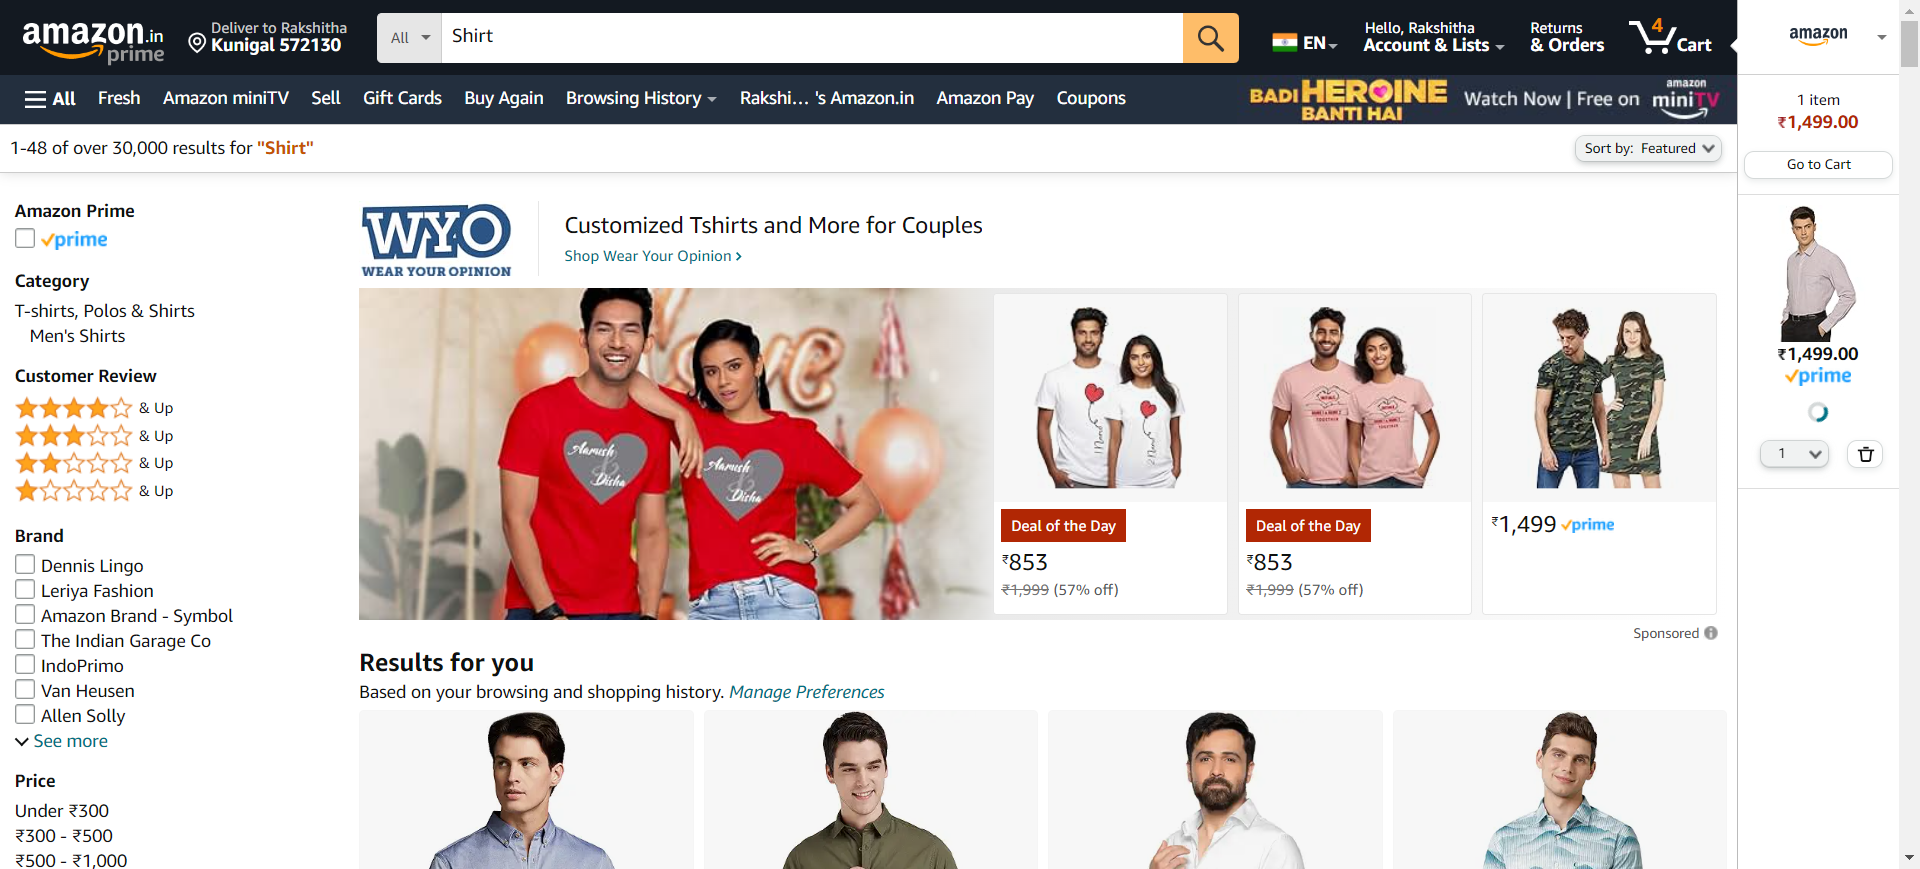 amazon.in
prime
Deliver to Rakshitha
Kunigal 572130
All
Shirt
EN
Hello, Rakshitha
Account & Lists
Returns
& Orders
4
Cart
All
Fresh
Amazon miniTV
Sell
Gift Cards
Buy Again
Browsing History
Rakshi... 's Amazon.in
Amazon Pay
Coupons
BADI HEROINE
BANTI HAI
Watch Now | Free on
amazon
miniTV
1-48 of over 30,000 results for "Shirt"
Sort by: Featured
Amazon Prime
prime
Category
T-shirts, Polos & Shirts
Men's Shirts
Customer Review
& Up
& Up
& Up
& Up
Brand
Dennis Lingo
Leriya Fashion
Amazon Brand - Symbol
The Indian Garage Co
IndoPrimo
Van Heusen
Allen Solly
See more
Price
Under ₹300
₹300 - ₹500
₹500 - ₹1,000
WYO
WEAR YOUR OPINION
Customized Tshirts and More for Couples
Shop Wear Your Opinion ›
Love
Aarush
&
Disha
Aarush
&
Disha
TOGETHER
TOGETHER
Deal of the Day
₹853
₹1,999 (57% off)
Deal of the Day
₹853
₹1,999 (57% off)
₹1,499 prime
Sponsored
Results for you
Based on your browsing and shopping history. Manage Preferences
amazon
1 item
₹1,499.00
Go to Cart
₹1,499.00
prime
1